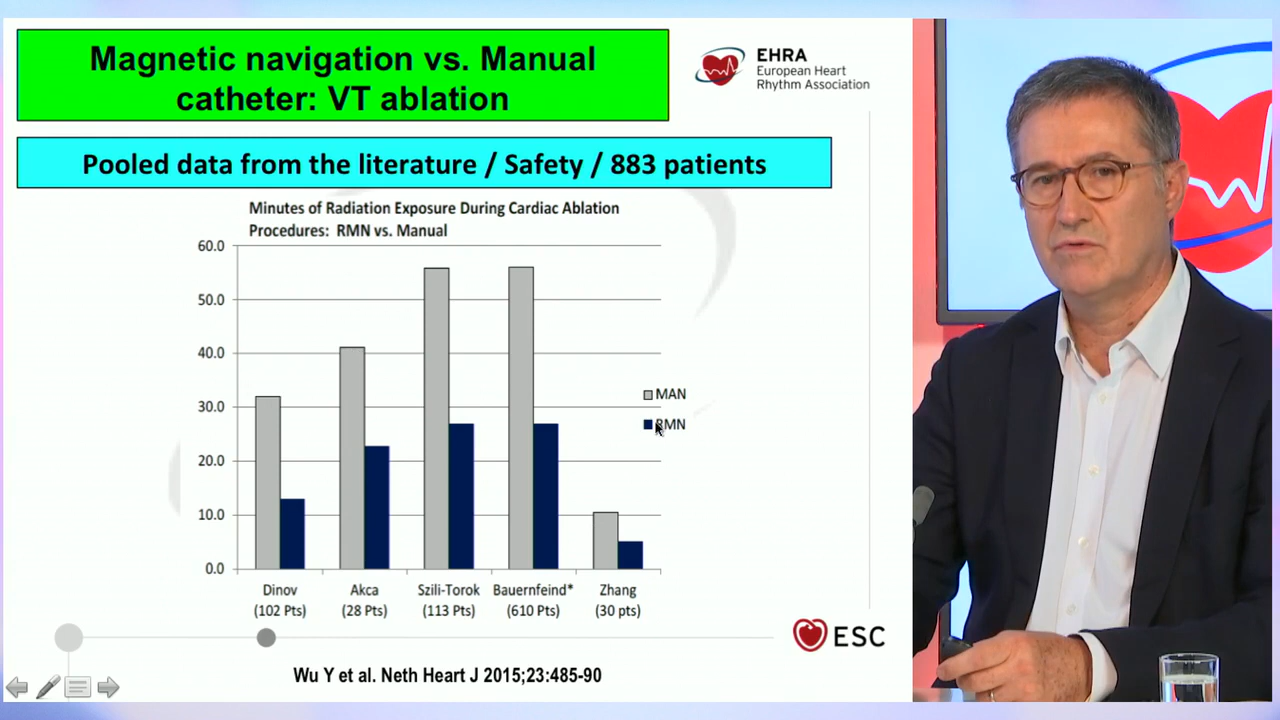 Magnetic navigation vs. Manual
catheter: VT ablation
EHRA
European Heart
Rhythm Association
Pooled data from the literature / Safety / 883 patients
Minutes of Radiation Exposure During Cardiac Ablation
Procedures: RMN vs. Manual
60.0
50.0
40.0
30.0
20.0
10.0
0.0
MAN
RMN
Dinov
(102 Pts)
Akca
(28 Pts)
Szili-Torok
(113 Pts)
Bauernfeind*
(610 Pts)
Zhang
(30 pts)
ESC
Wu Y et al. Neth Heart J 2015;23:485-90